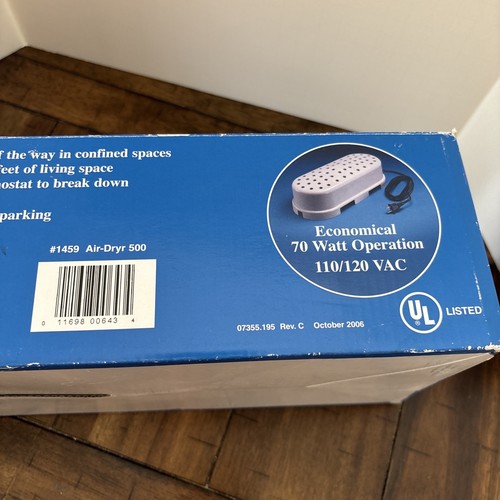 f the way in confined spaces
feet of living space
nostat to break down
parking
#1459 Air-Dryr 500
0 11698 00643 4
Economical
70 Watt Operation
110/120 VAC
07355.195 Rev. C October 2006
UL LISTED
®